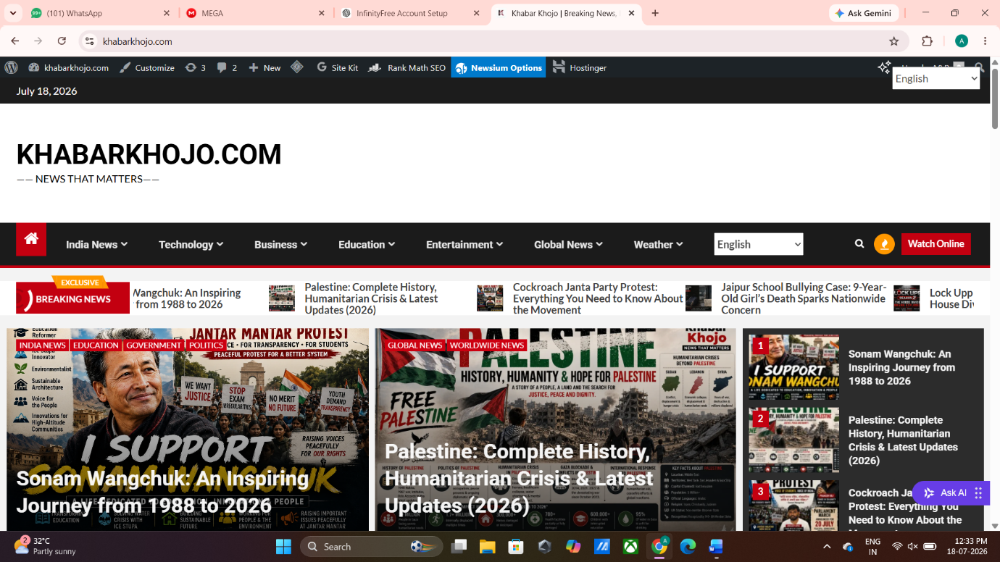 (101) WhatsApp
MEGA
InfinityFree Account Setup
Khabar Khojo | Breaking News,
Ask Gemini
khabarkhojo.com
khabarkhojo.com
Customize
3
2
New
Site Kit
Rank Math SEO
Newsium Options
Hostinger
English
July 18, 2026
KHABARKHOJO.COM
—— NEWS THAT MATTERS——
India News
Technology
Business
Education
Entertainment
Global News
Weather
English
Watch Online
EXCLUSIVE
BREAKING NEWS
Wangchuk: An Inspiring
from 1988 to 2026
Palestine: Complete History,
Humanitarian Crisis & Latest
Updates (2026)
Cockroach Janta Party Protest:
Everything You Need to Know About
the Movement
Jaipur School Bullying Case: 9-Year-
Old Girl’s Death Sparks Nationwide
Concern
Lock Upp
House
INDIA NEWS
EDUCATION
GOVERNMENT
POLITICS
JANTAR MANTAR PROTEST
PEACEFUL PROTEST FOR A BETTER SYSTEM
Education
Reformer
Innovator
Environmentalist
Sustainable
Architecture
Voice for
the People
Innovations for
High-Altitude
Communities
WE WANT
JUSTICE
STOP
EXAM
IRREGULARITIES
NO MERIT
NO FUTURE
YOUTH
DEMAND
TRANSPARENCY
RAISING VOICES
PEACEFULLY
FOR OUR RIGHTS
I SUPPORT
Sonam Wangchuk: An Inspiring
Journey from 1988 to 2026
GLOBAL NEWS
WORLDWIDE NEWS
PALESTINE
HISTORY, HUMANITY & HOPE FOR PALESTINE
A STORY OF A PEOPLE, A LAND AND THE SEARCH FOR
JUSTICE, PEACE AND DIGNITY.
FREE
PALESTINE
Khabar
Khojo
NEWS THAT MATTERS
HUMANITARIAN CRISES
BEYOND PALESTINE
SUDAN
LEBANON
SYRIA
Palestine: Complete History,
Humanitarian Crisis & Latest
Updates (2026)
1
I SUPPORT
Sonam Wangchuk: An
Inspiring Journey from
1988 to 2026
2
Palestine: Complete
History, Humanitarian
Crisis & Latest Updates
(2026)
3
PROTEST
Cockroach
Protest: Everything You
Need to Know About the
Ask AI
2
32°C
Partly sunny
Search
ENG
IN
12:33 PM
18-07-2026